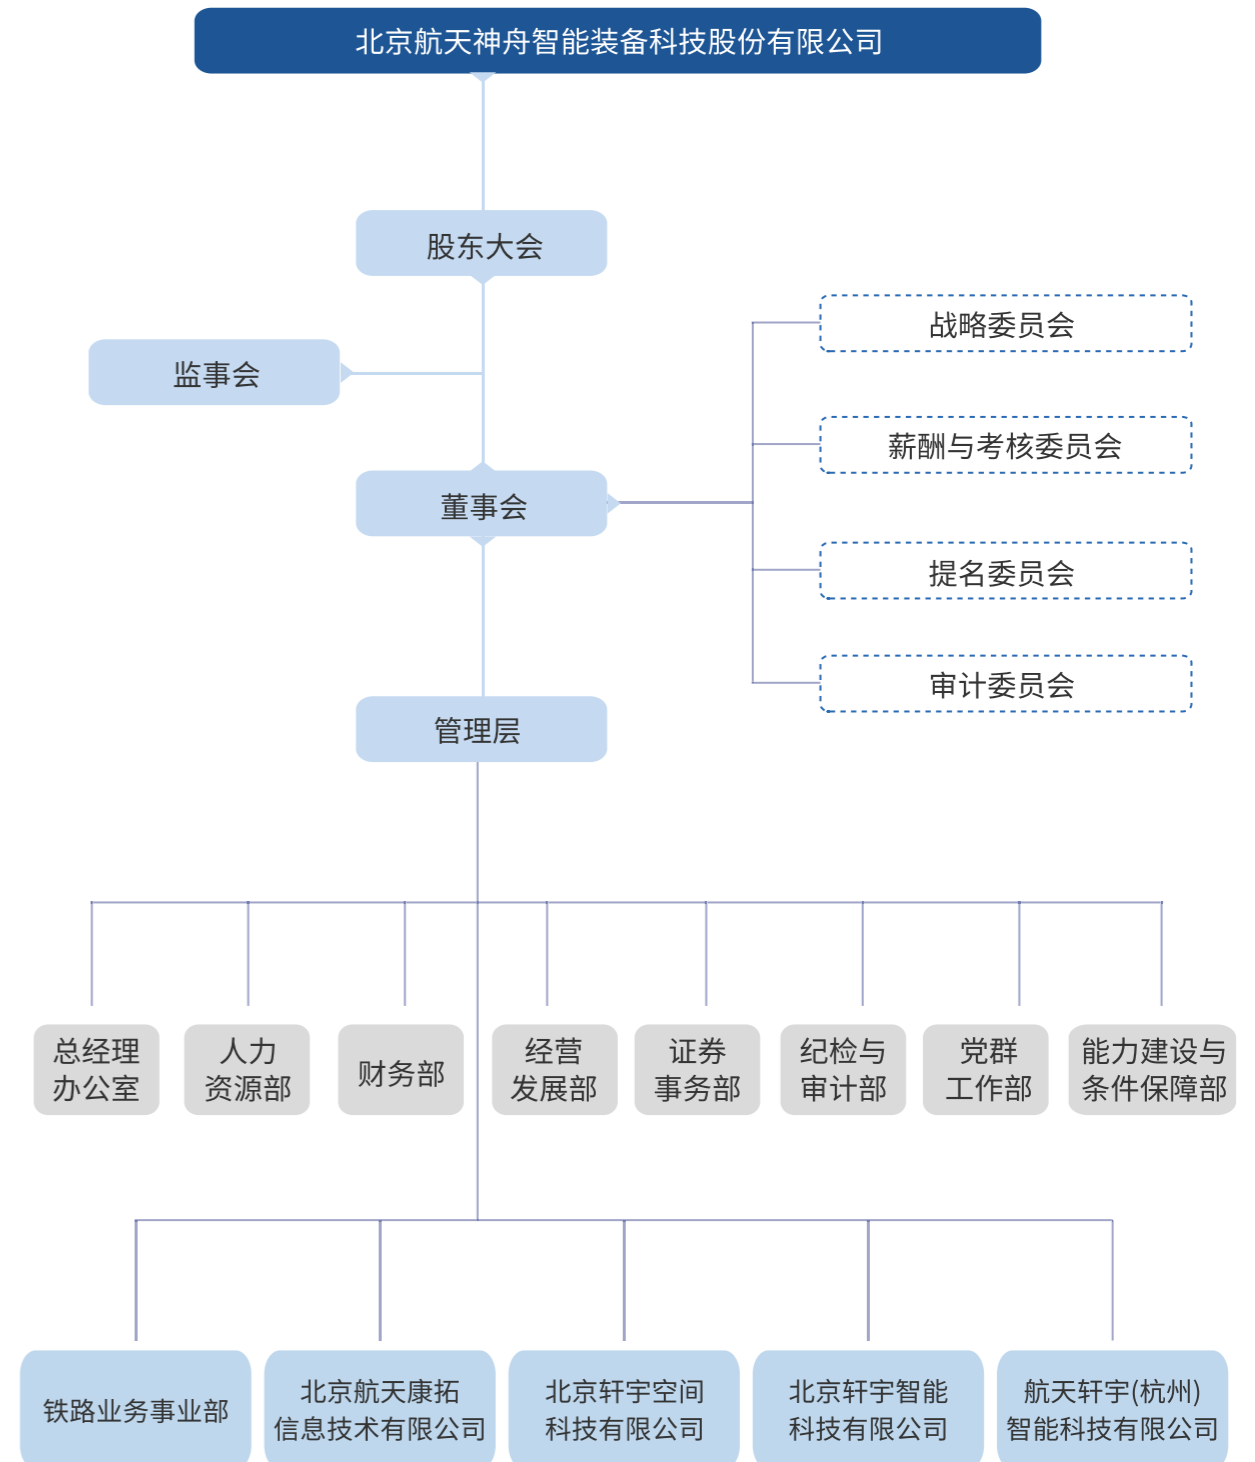 北京航天神舟智能装备科技股份有限公司
股东大会
战略委员会
监事会
薪酬与考核委员会
董事会
提名委员会
审计委员会
管理层
总经理
办公室
人力
资源部
财务部
经营
发展部
证券
事务部
纪检与
审计部
党群
工作部
能力建设与
条件保障部
铁路业务事业部
北京航天康拓
信息技术有限公司
北京轩宇空间
科技有限公司
北京轩宇智能
科技有限公司
航天轩宇(杭州)
智能科技有限公司